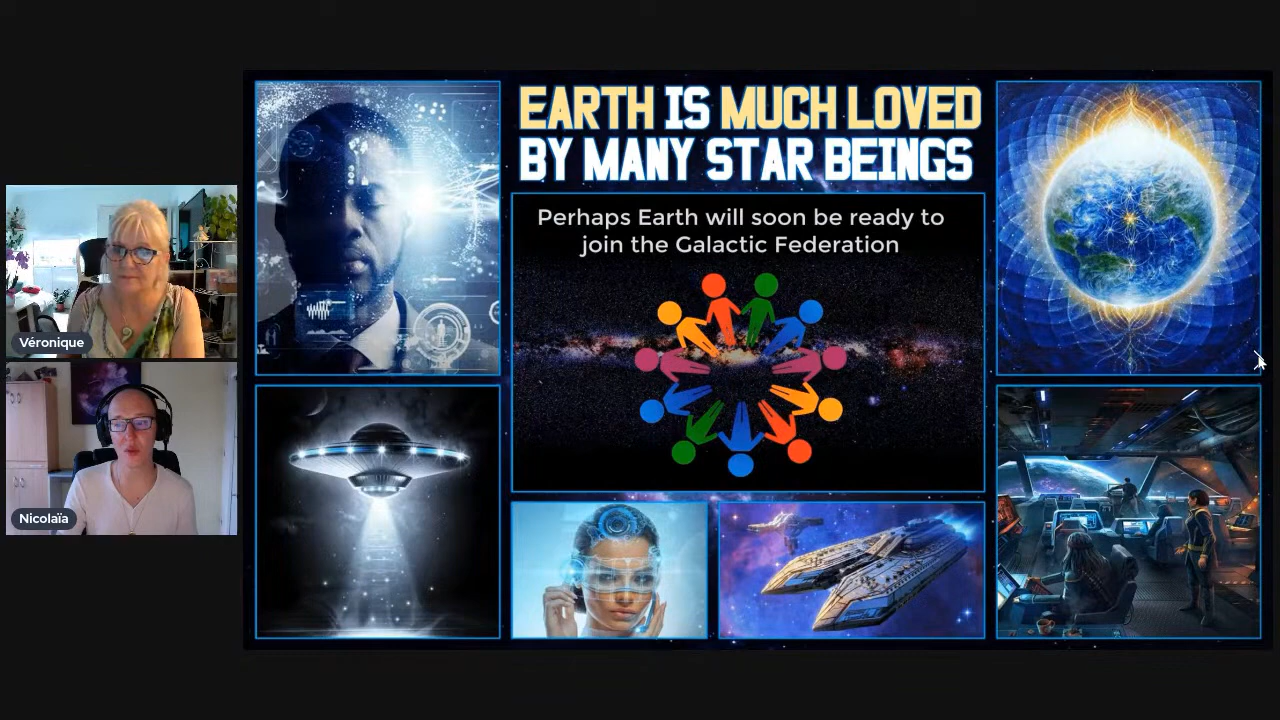 EARTH IS MUCH LOVED
BY MANY STAR BEINGS
Perhaps Earth will soon be ready to
join the Galactic Federation
Véronique
Nicolaïa